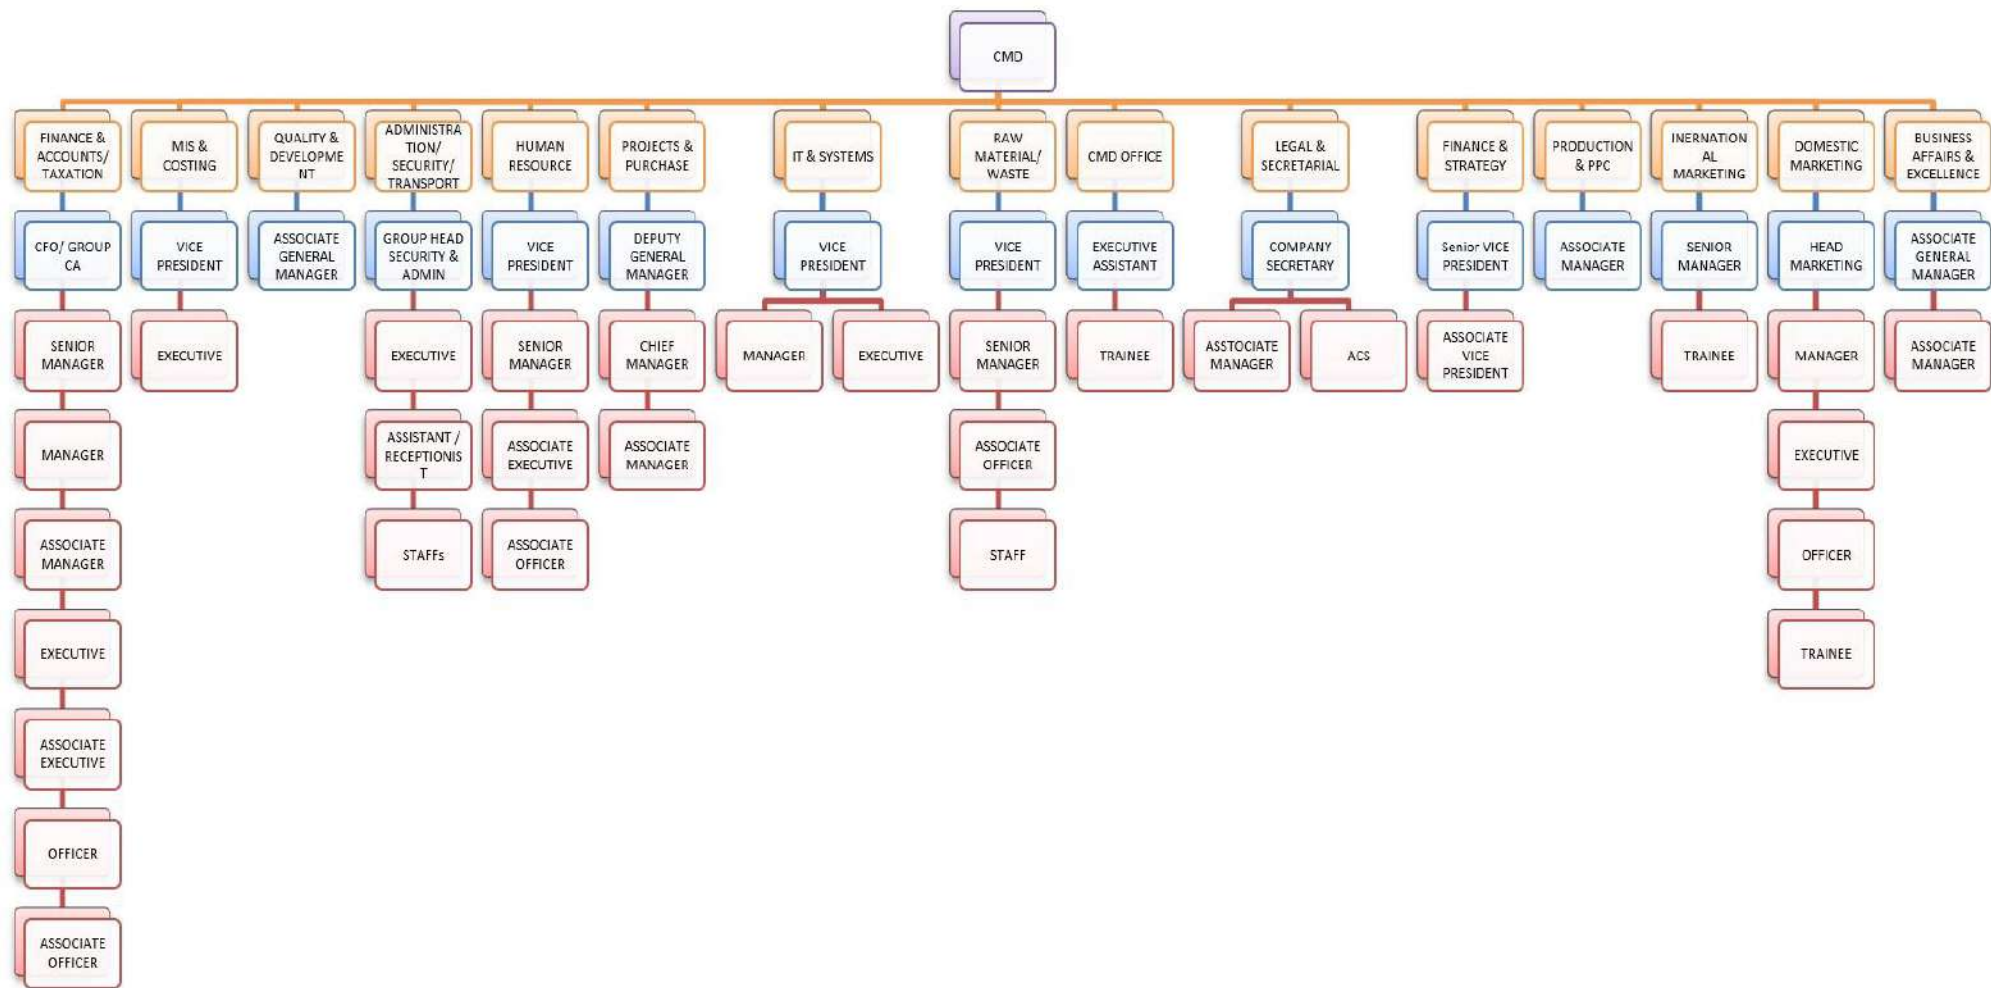 CMD
FINANCE &
ACCOUNTS/
TAXATION
MIS &
COSTING
QUALITY &
DEVELOPME
NT
ADMINISTRA
TION/
SECURITY/
TRANSPORT
HUMAN
RESOURCE
PROJECTS &
PURCHASE
IT & SYSTEMS
RAW
MATERIAL/
WASTE
CMD OFFICE
LEGAL &
SECRETARIAL
FINANCE &
STRATEGY
PRODUCTION
& PPC
INERNATION
AL
MARKETING
DOMESTIC
MARKETING
BUSINESS
AFFAIRS &
EXCELLENCE
CFO/ GROUP
CA
VICE
PRESIDENT
ASSOCIATE
GENERAL
MANAGER
GROUP HEAD
SECURITY &
ADMIN
VICE
PRESIDENT
DEPUTY
GENERAL
MANAGER
VICE
PRESIDENT
VICE
PRESIDENT
EXECUTIVE
ASSISTANT
COMPANY
SECRETARY
Senior VICE
PRESIDENT
ASSOCIATE
MANAGER
SENIOR
MANAGER
HEAD
MARKETING
ASSOCIATE
GENERAL
MANAGER
SENIOR
MANAGER
EXECUTIVE
EXECUTIVE
SENIOR
MANAGER
CHIEF
MANAGER
MANAGER
EXECUTIVE
SENIOR
MANAGER
TRAINEE
ASSTOCIATE
MANAGER
ACS
ASSOCIATE
VICE
PRESIDENT
TRAINEE
MANAGER
ASSOCIATE
MANAGER
MANAGER
ASSISTANT /
RECEPTIONIS
T
ASSOCIATE
EXECUTIVE
ASSOCIATE
MANAGER
ASSOCIATE
OFFICER
EXECUTIVE
ASSOCIATE
MANAGER
STAFFs
ASSOCIATE
OFFICER
STAFF
OFFICER
EXECUTIVE
TRAINEE
ASSOCIATE
EXECUTIVE
OFFICER
ASSOCIATE
OFFICER